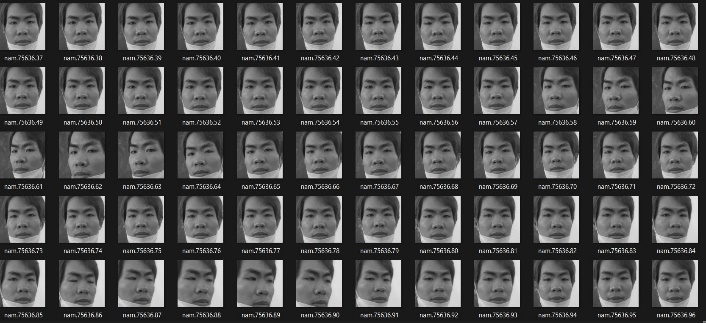 nam.75636.37 nam.75636.38 nam.75636.39 nam.75636.40 nam.75636.41 nam.75636.42 nam.75636.43 nam.75636.44 nam.75636.45 nam.75636.46 nam.75636.47 nam.75636.48
nam.75636.49 nam.75636.50 nam.75636.51 nam.75636.52 nam.75636.53 nam.75636.54 nam.75636.55 nam.75636.56 nam.75636.57 nam.75636.58 nam.75636.59 nam.75636.60
nam.75636.61 nam.75636.62 nam.75636.63 nam.75636.64 nam.75636.65 nam.75636.66 nam.75636.67 nam.75636.68 nam.75636.69 nam.75636.70 nam.75636.71 nam.75636.72
nam.75636.73 nam.75636.74 nam.75636.75 nam.75636.76 nam.75636.77 nam.75636.78 nam.75636.79 nam.75636.80 nam.75636.81 nam.75636.82 nam.75636.83 nam.75636.84
nam.75636.85 nam.75636.86 nam.75636.87 nam.75636.88 nam.75636.89 nam.75636.90 nam.75636.91 nam.75636.92 nam.75636.93 nam.75636.94 nam.75636.95 nam.75636.96